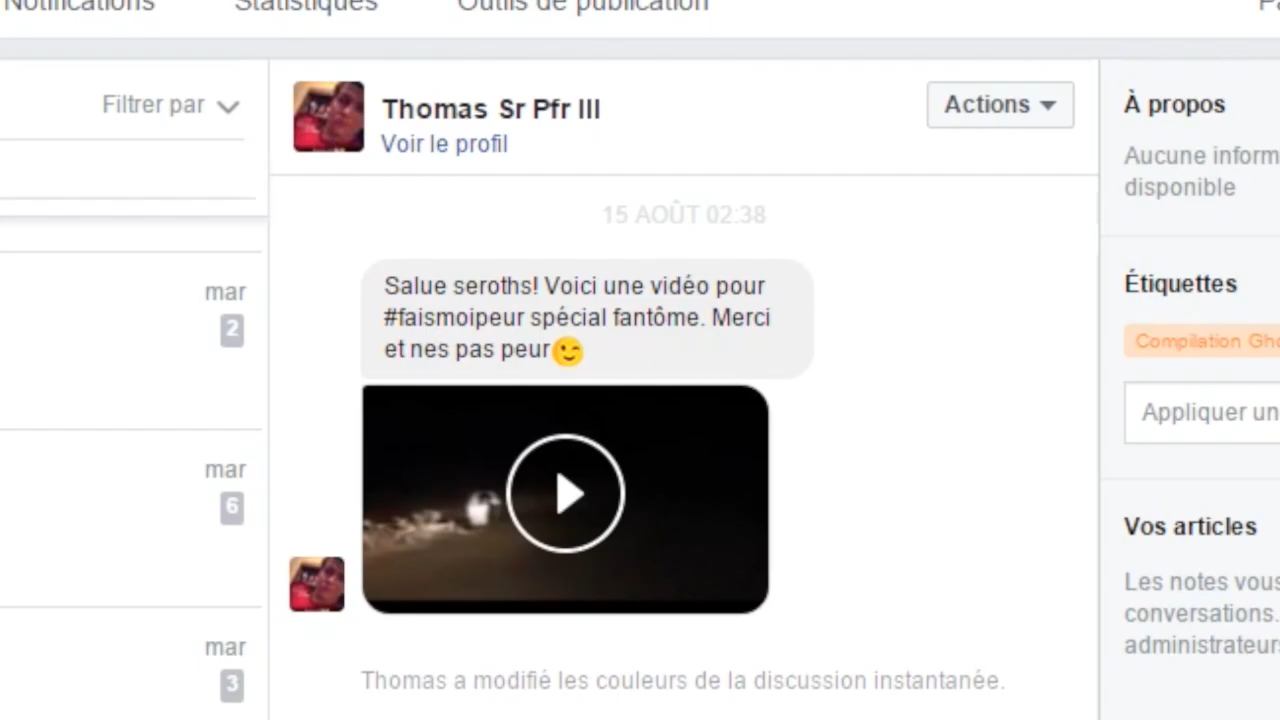 Notifications
Statistiques
Outils de publication
Filtrer par
Thomas Sr Pfr III
Voir le profil
Actions
15 AOÛT 02:38
Salue seroths! Voici une vidéo pour
#faismoipeur spécial fantôme. Merci
et nes pas peur😉
mar
2
mar
6
mar
3
Thomas a modifié les couleurs de la discussion instantanée.
À propos
Aucune inform
disponible
Étiquettes
Compilation Gho
Appliquer un
Vos articles
Les notes vous
conversations.
administrateurs